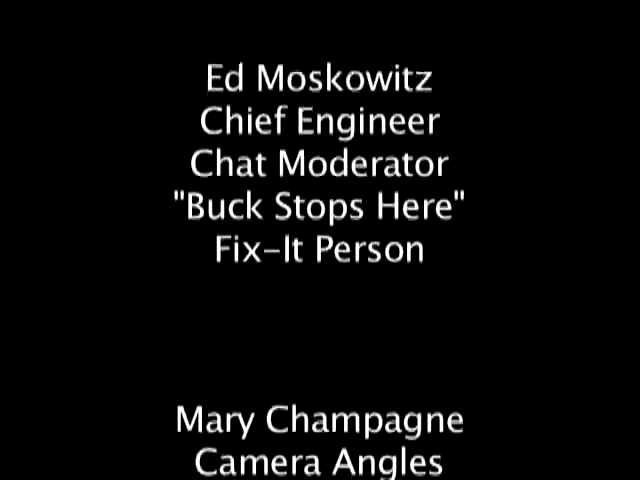 Ed Moskowitz
Chief Engineer
Chat Moderator
"Buck Stops Here"
Fix-It Person
Mary Champagne
Camera Angles